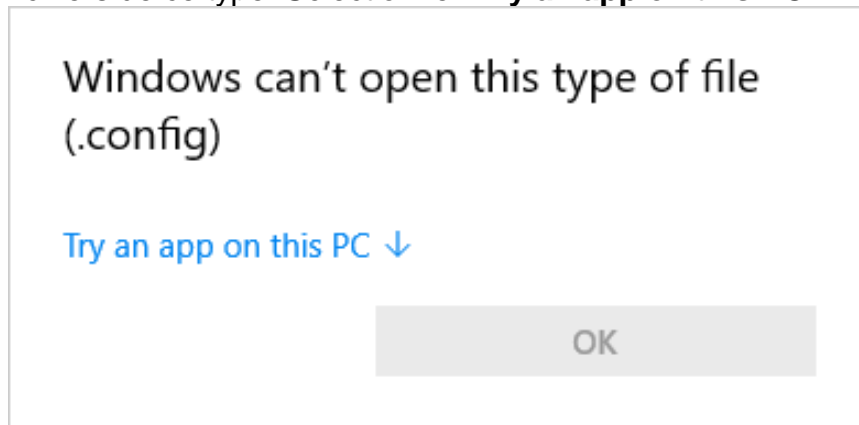 Windows can't open this type of file
(.config)
Try an app on this PC ↓
OK